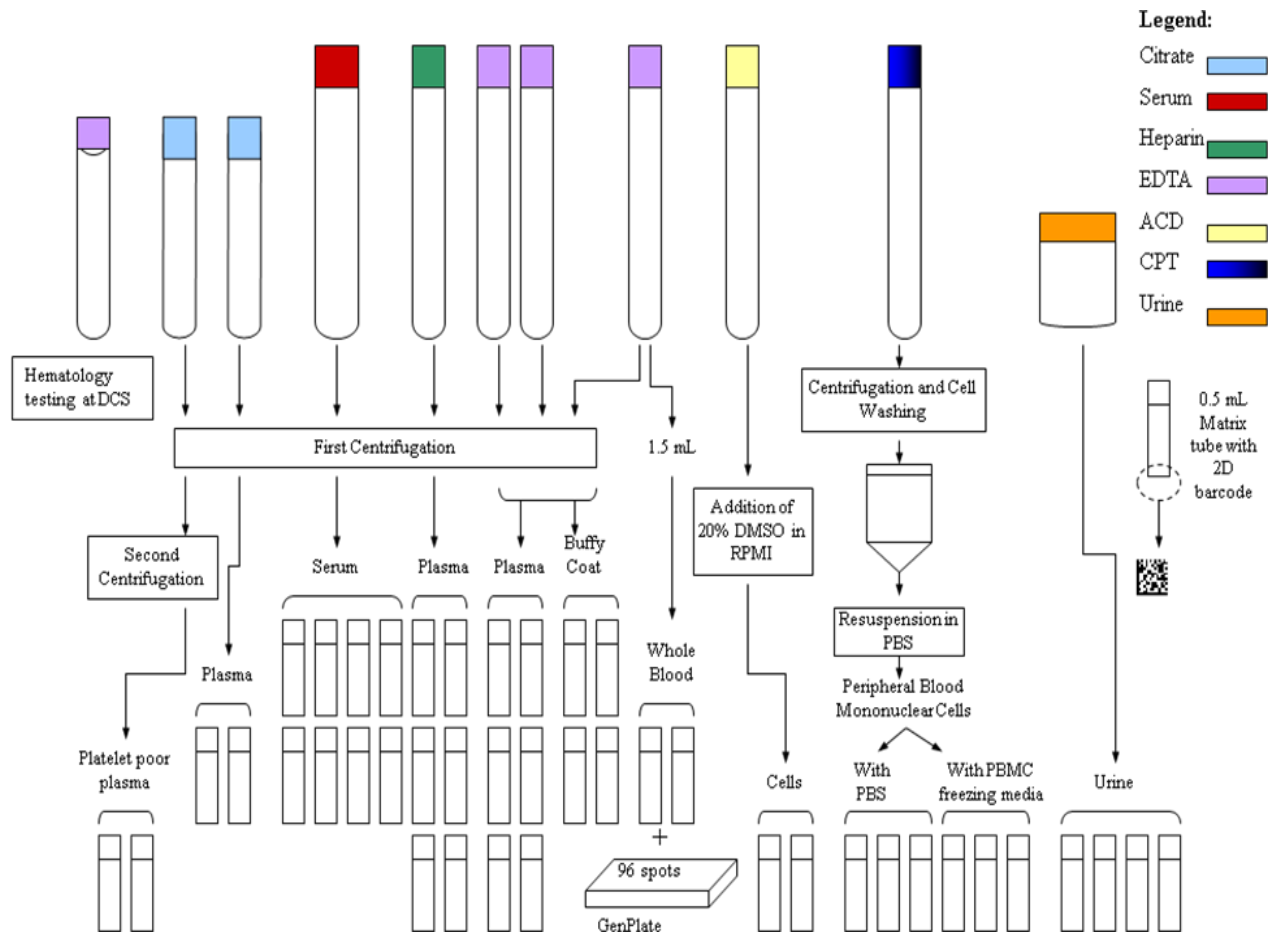 Legend:
Citrate
Serum
Heparin
EDTA
ACD
CPT
Urine
Hematology
testing at DCS
First Centrifugation
1.5 mL
Centrifugation and Cell
Washing
0.5 mL
Matrix
tube with
2D
barcode
Second
Centrifugation
Serum
Plasma
Plasma
Buffy
Coat
Addition of
20% DMSO in
RPMI
Resuspension in
PBS
Plasma
Whole
Blood
Peripheral Blood
Mononuclear Cells
Platelet poor
plasma
Cells
With
PBS
With PBMC
freezing media
Urine
+
96 spots
GenPlate